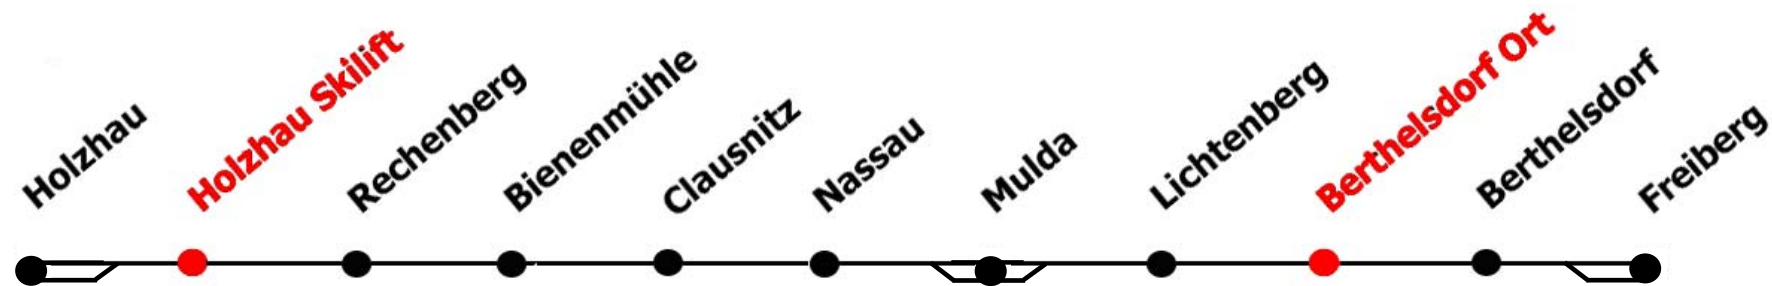 Holzhau
Holzhau Skilift
Rechenberg
Bienenmühle
Clausnitz
Nassau
Mulda
Lichtenberg
Berthelsdorf Ort
Berthelsdorf
Freiberg